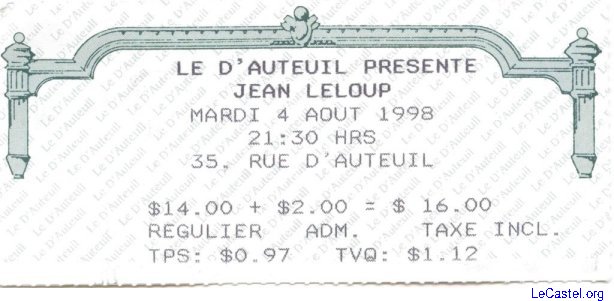 LE D'AUTEUIL PRESENTE
JEAN LELOUP
MARDI 4 AOUT 1998
21:30 HRS
35, RUE D'AUTEUIL
$14.00 + $2.00 = $ 16.00
REGULIER ADM. TAXE INCL.
TPS: $0.97 TVQ: $1.12
LeCastel.org